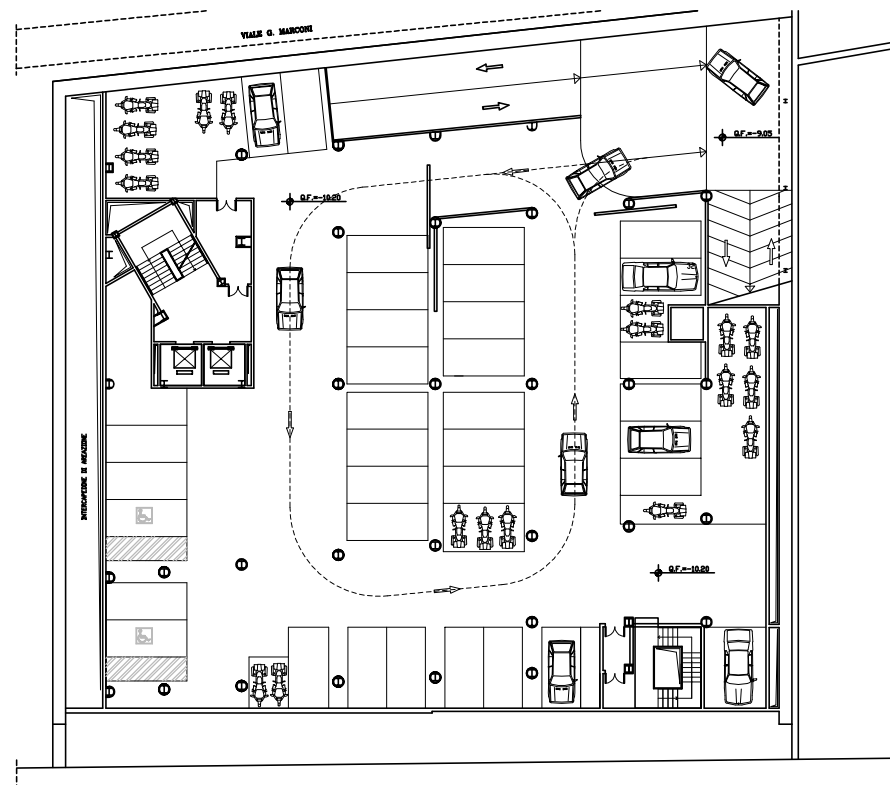 VIALE G. MARCONI
Q.F.=-9.05
Q.F.=-10.20
INTERCAPEDINE DI AREAZIONE
Q.F.=-10.20